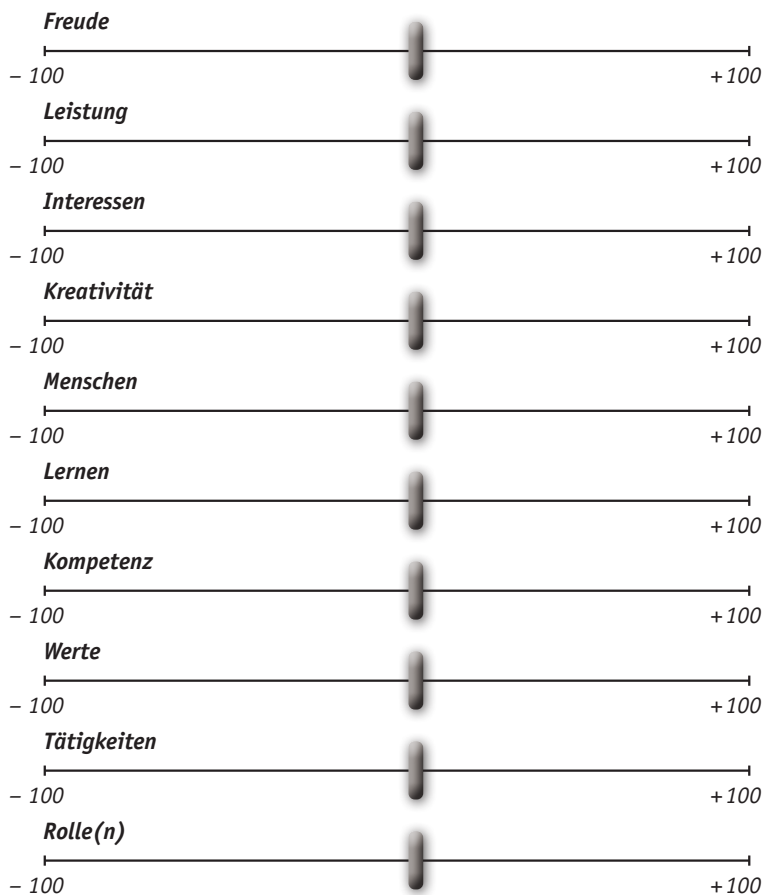 Freude
– 100 +100
Leistung
– 100 +100
Interessen
– 100 +100
Kreativität
– 100 +100
Menschen
– 100 +100
Lernen
– 100 +100
Kompetenz
– 100 +100
Werte
– 100 +100
Tätigkeiten
– 100 +100
Rolle(n)
– 100 +100